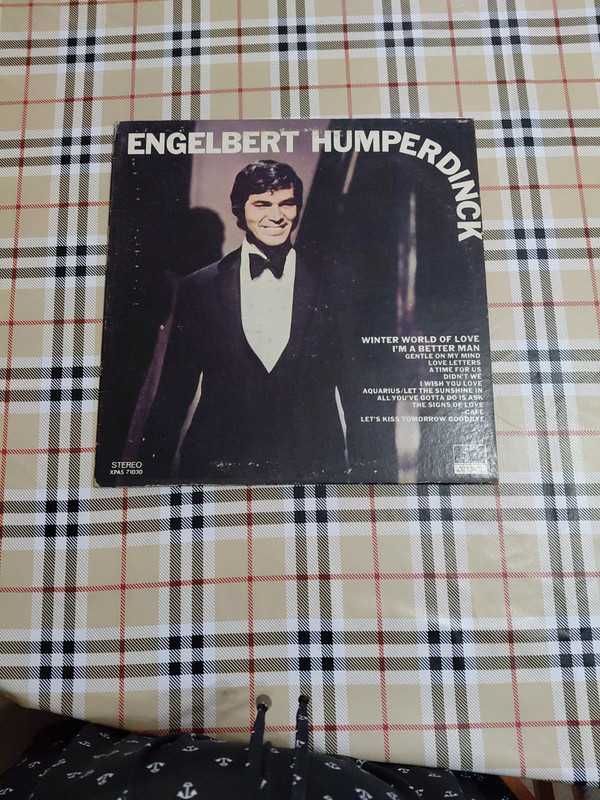 ENGELBERT HUMPERDINCK
WINTER WORLD OF LOVE
I'M A BETTER MAN
GENTLE ON MY MIND
LOVE LETTERS
A TIME FOR US
DIDN'T WE
I WISH YOU LOVE
AQUARIUS/LET THE SUNSHINE IN
ALL YOU'VE GOTTA DO IS ASK
THE SIGNS OF LOVE
CAFE
LET'S KISS TOMORROW GOODBYE
STEREO
XPAS 71030